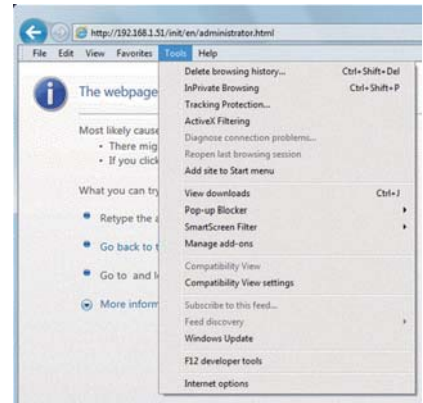 http://192.168.1.51/init/en/administrator.html
File Edit View Favorites Tools Help
Delete browsing history... Ctrl+Shift+Del
InPrivate Browsing Ctrl+Shift+P
Tracking Protection...
ActiveX Filtering
Diagnose connection problems...
Reopen last browsing session
Add site to Start menu
View downloads Ctrl+J
Pop-up Blocker
SmartScreen Filter
Manage add-ons
Compatibility View
Compatibility View settings
Subscribe to this feed...
Feed discovery
Windows Update
F12 developer tools
Internet options
The webpage
Most likely cause
• There mig
• If you click
What you can try
Retype the a
Go back to t
Go to and l
More inform